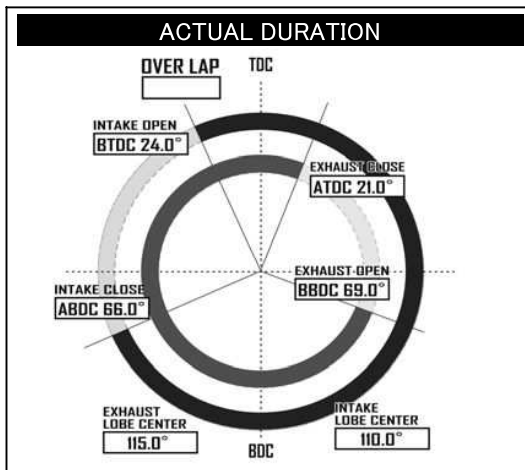 ACTUAL DURATION
OVER LAP
TDC
INTAKE OPEN
BTDC 24.0°
EXHAUST CLOSE
ATDC 21.0°
INTAKE CLOSE
ABDC 66.0°
EXHAUST OPEN
BBDC 69.0°
EXHAUST
LOBE CENTER
115.0°
BDC
INTAKE
LOBE CENTER
110.0°